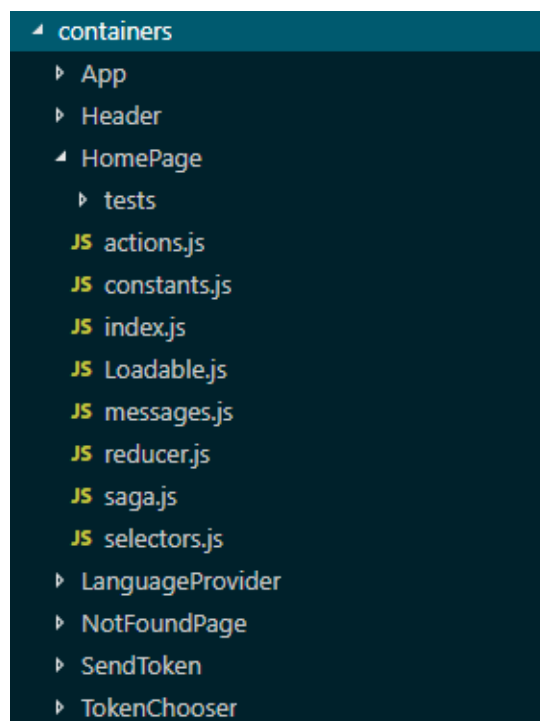 containers
App
Header
HomePage
tests
JS actions.js
JS constants.js
JS index.js
JS Loadable.js
JS messages.js
JS reducer.js
JS saga.js
JS selectors.js
LanguageProvider
NotFoundPage
SendToken
TokenChooser